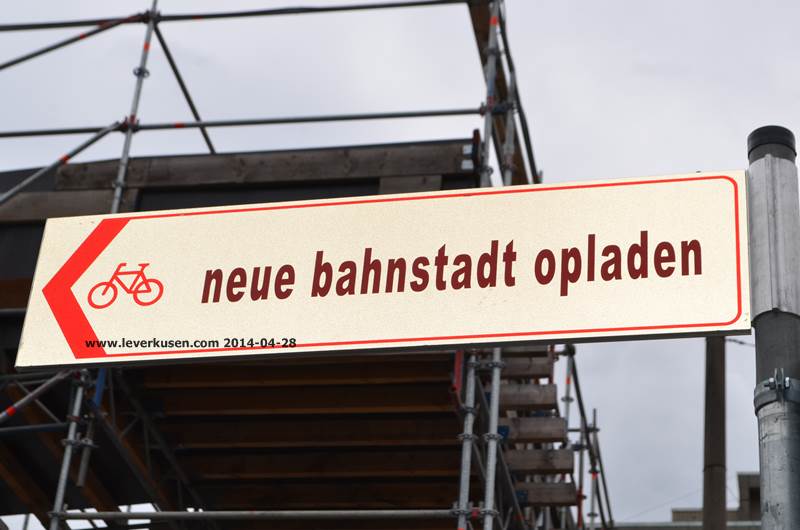 neue bahnstadt opladen
www.leverkusen.com 2014-04-28